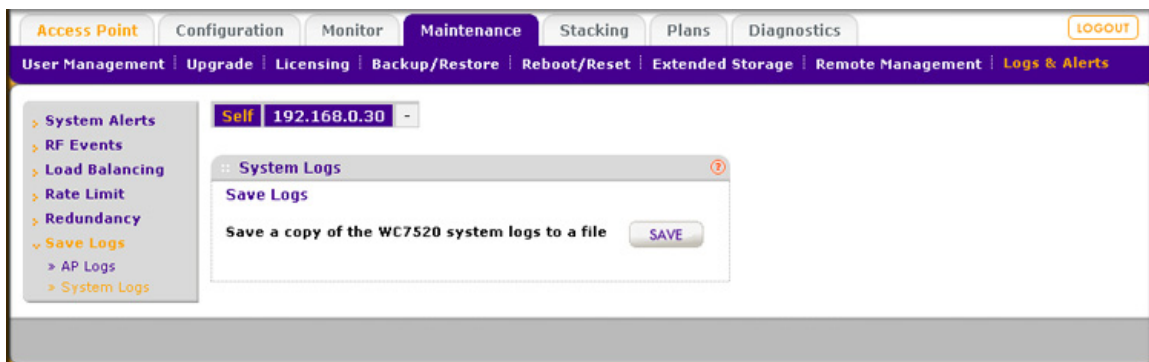 Access Point Configuration Monitor Maintenance Stacking Plans Diagnostics LOGOUT
User Management Upgrade Licensing Backup/Restore Reboot/Reset Extended Storage Remote Management Logs & Alerts
System Alerts
RF Events
Load Balancing
Rate Limit
Redundancy
Save Logs
» AP Logs
» System Logs
Self 192.168.0.30 -
System Logs ?
Save Logs
Save a copy of the WC7520 system logs to a file SAVE